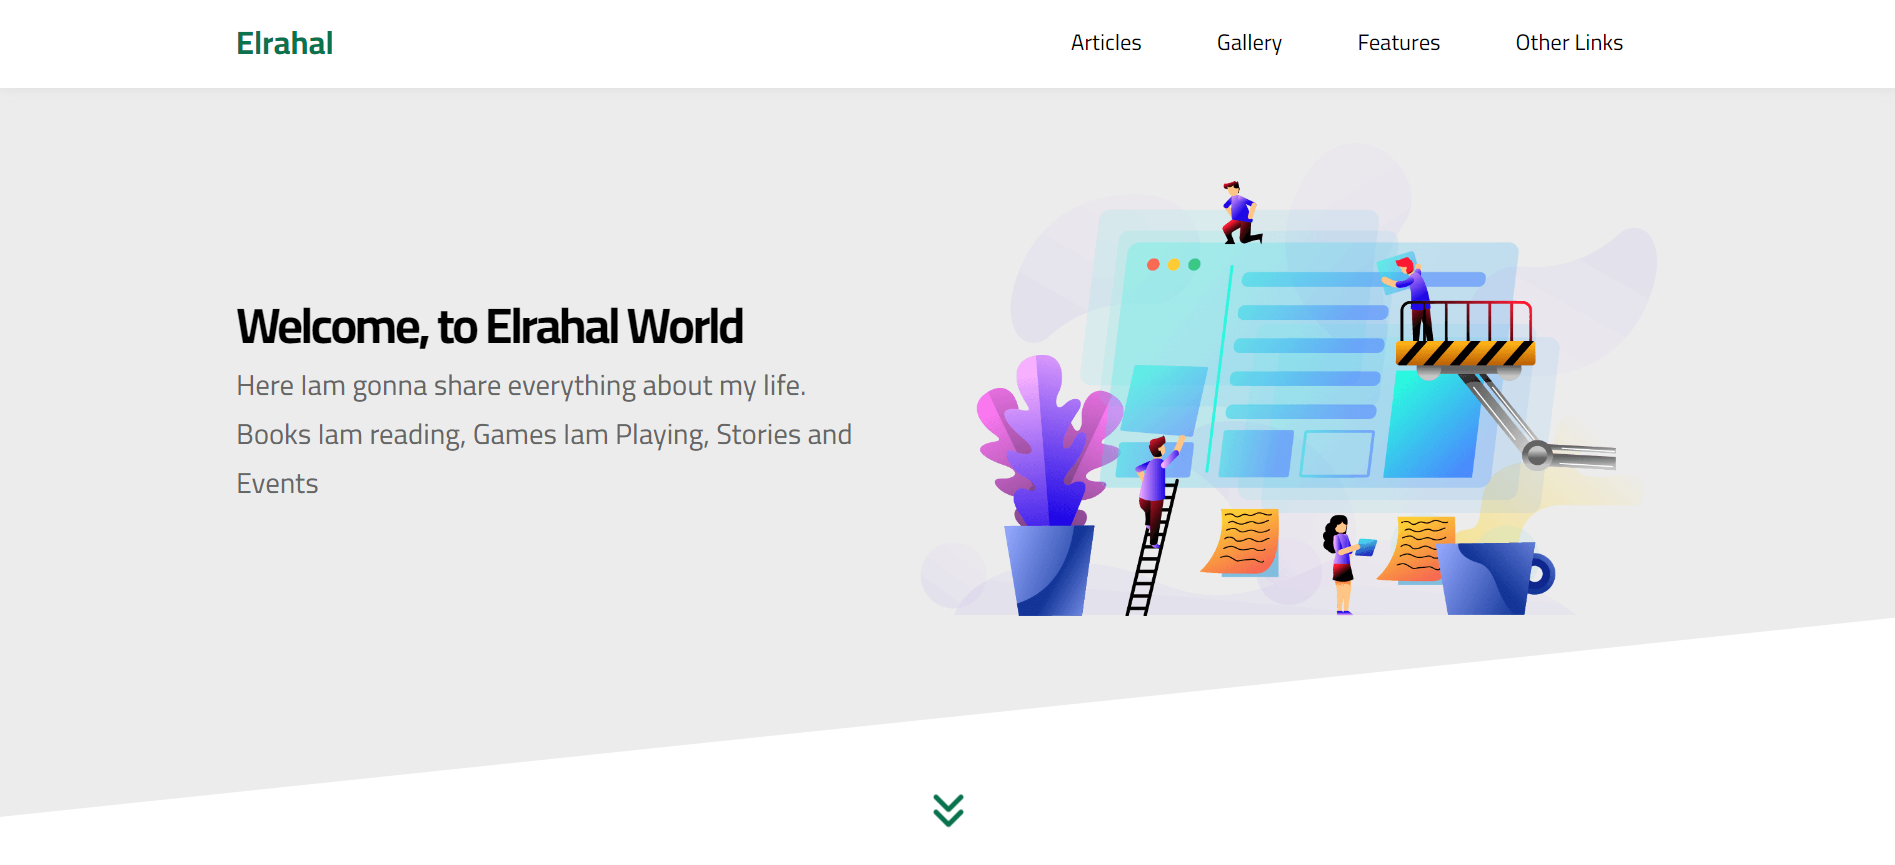 Elrahal
Articles
Gallery
Features
Other Links
Welcome, to Elrahal World
Here Iam gonna share everything about my life.
Books Iam reading, Games Iam Playing, Stories and
Events